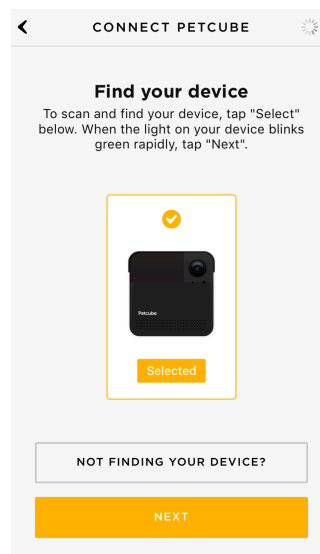 CONNECT PETCUBE
Find your device
To scan and find your device, tap "Select"
below. When the light on your device blinks
green rapidly, tap "Next".
Petcube
Selected
NOT FINDING YOUR DEVICE?
NEXT